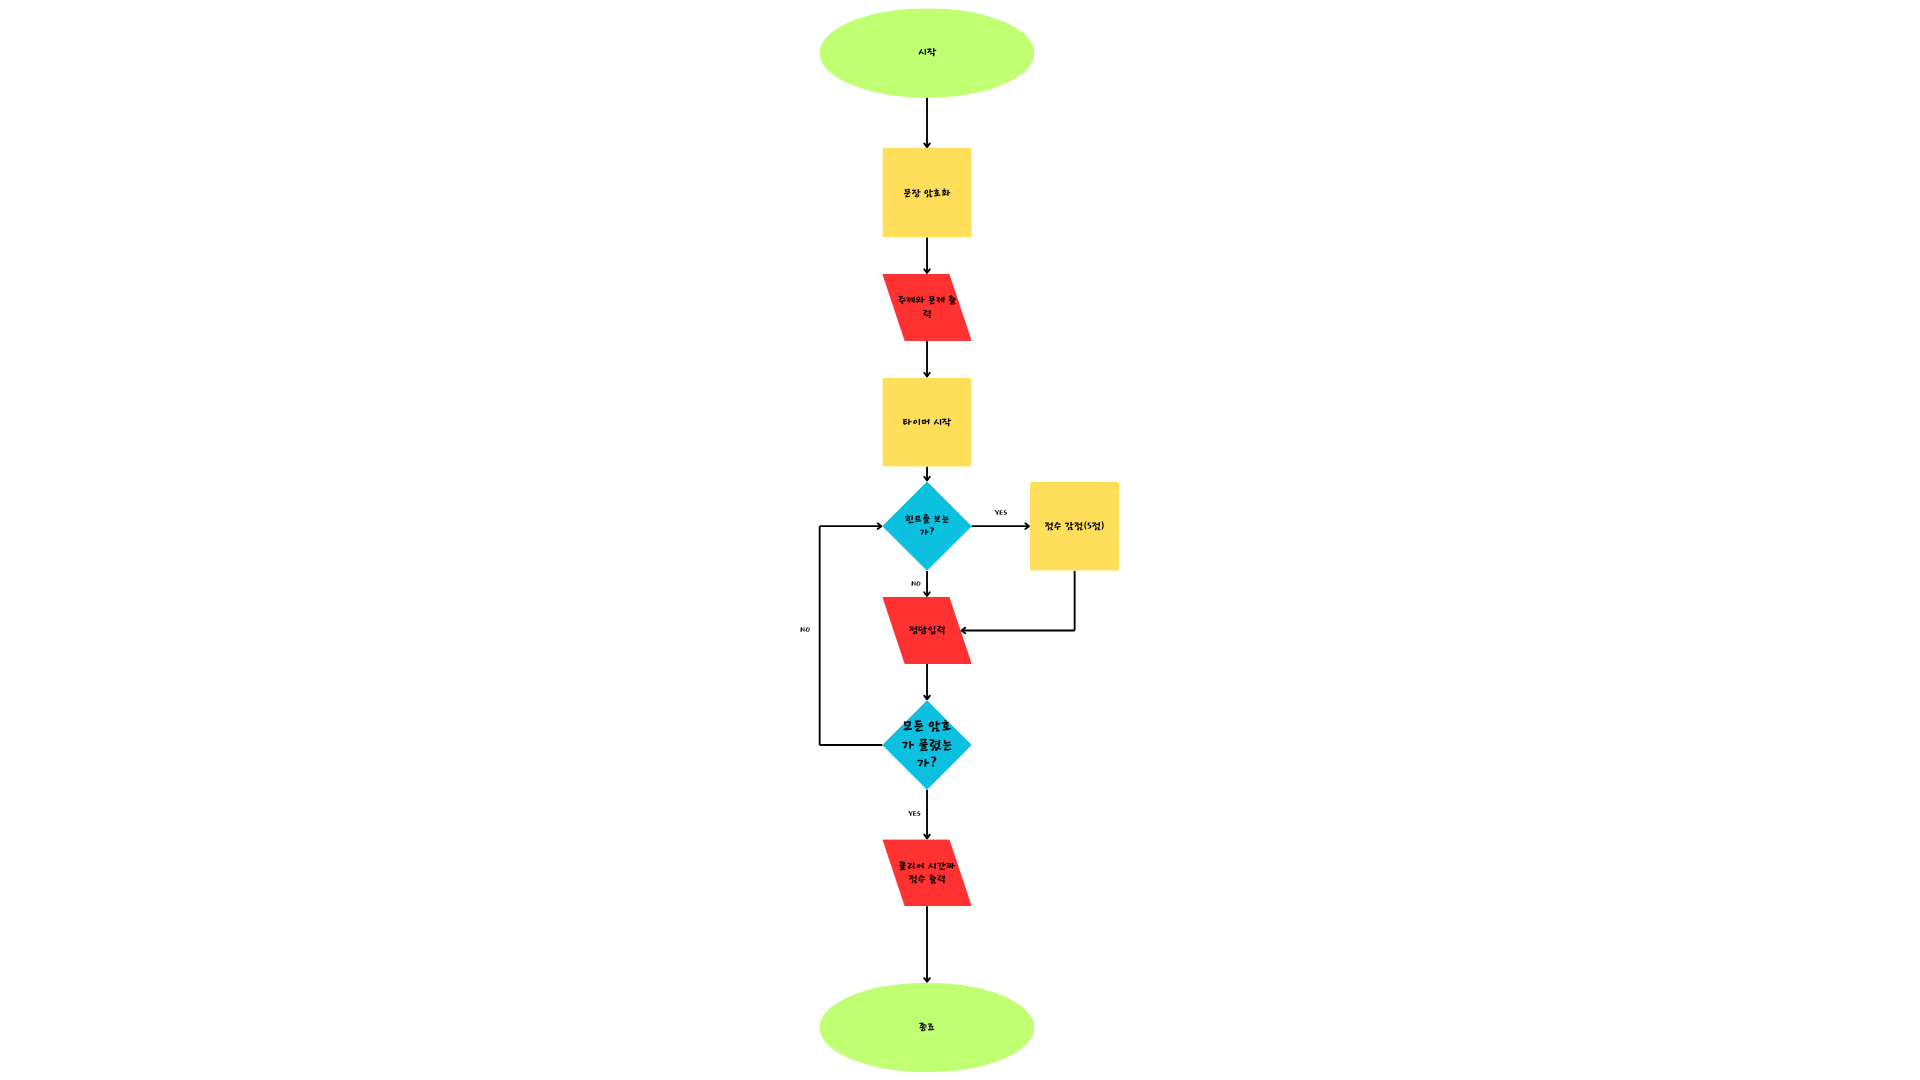 시작
문장 암호화
주제와 문제 출
력
타이머 시작
힌트를 보는
가?
YES
점수 감점(5점)
NO
정답입력
NO
모든 암호
가 풀렸는
가?
YES
클리어 시간과
점수 출력
종료